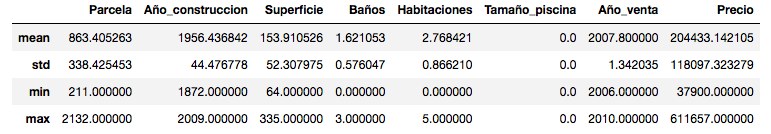 Parcela Año_construccion Superficie Baños Habitaciones Tamaño_piscina Año_venta Precio
mean 863.405263 1956.436842 153.910526 1.621053 2.768421 0.0 2007.800000 204433.142105
std 338.425453 44.476778 52.307975 0.576047 0.866210 0.0 1.342035 118097.323279
min 211.000000 1872.000000 64.000000 0.000000 0.000000 0.0 2006.000000 37900.000000
max 2132.000000 2009.000000 335.000000 3.000000 5.000000 0.0 2010.000000 611657.000000